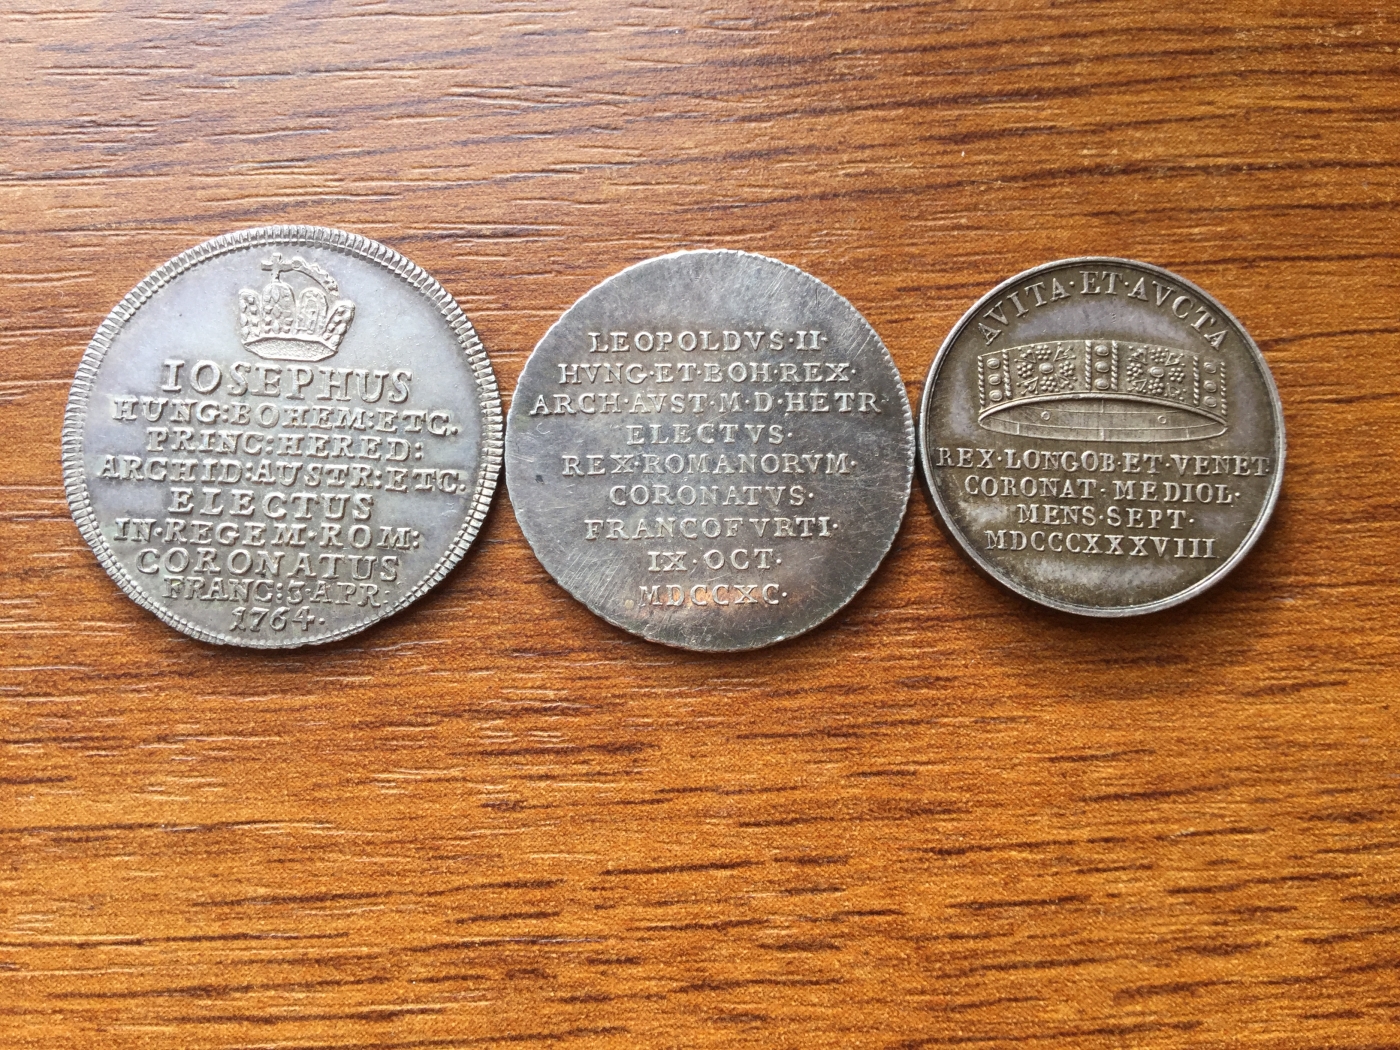 IOSEPHUS
HUNG:BOHEM:ETC.
PRINC:HERED:
ARCHID:AUSTR:ETC.
ELECTUS
IN·REGEM·ROM:
CORONATUS
FRANC:3·APR:
1764·
LEOPOLDVS·II·
HVNG·ET·BOH·REX·
ARCH·AVST·M·D·HETR
ELECTVS·
REX·ROMANORVM·
CORONATVS·
FRANCOFVRTI·
IX·OCT·
MDCCXC·
AVITA·ET·AVCTA
REX·LONGOB·ET·VENET
CORONAT·MEDIOL·
MENS·SEPT·
MDCCCXXXVIII